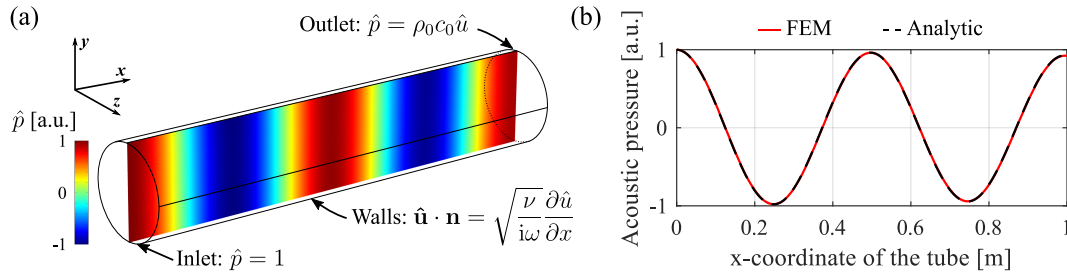 (a)
Outlet: p̂ = ρ₀c₀û
y
x
z
p̂ [a.u.]
1
0
-1
Walls: û · n = √(ν/iω) ∂û/∂x
Inlet: p̂ = 1
(b)
FEM
Analytic
Acoustic pressure [a.u.]
1
0
-1
0 0.2 0.4 0.6 0.8 1
x-coordinate of the tube [m]